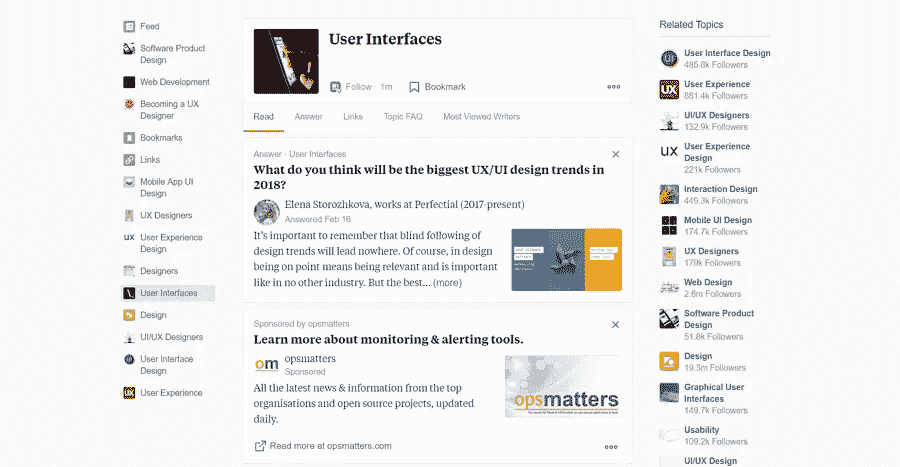 Feed
Software Product
Design
Web Development
Becoming a UX
Designer
Bookmarks
Links
Mobile App UI
Design
UX Designers
UX
User Experience
Design
Designers
User Interfaces
Design
UI/UX Designers
User Interface
Design
UX
User Experience
User Interfaces
Follow 1m
Bookmark
Read
Answer
Links
Topic FAQ
Most Viewed Writers
Answer · User Interfaces
What do you think will be the biggest UX/UI design trends in
2018?
Elena Storozhkova, works at Perfectial (2017-present)
Answered Feb 16
It's important to remember that blind following of
design trends will lead nowhere. Of course, in design
being on point means being relevant and is important
like in no other industry. But the best... (more)
Sponsored by opsmatters
Learn more about monitoring & alerting tools.
om
opsmatters
Sponsored
All the latest news & information from the top
organisations and open source projects, updated
daily.
opsmatters
Read more at opsmatters.com
Related Topics
UI
User Interface Design
485.8k Followers
UX
User Experience
881.4k Followers
UI/UX Designers
132.9k Followers
UX
User Experience
Design
221k Followers
Interaction Design
449.3k Followers
Mobile UI Design
174.7k Followers
UX Designers
179k Followers
Web Design
2.6m Followers
Software Product
Design
51.8k Followers
Design
19.3m Followers
Graphical User
Interfaces
149.7k Followers
Usability
109.2k Followers
UI/UX Design